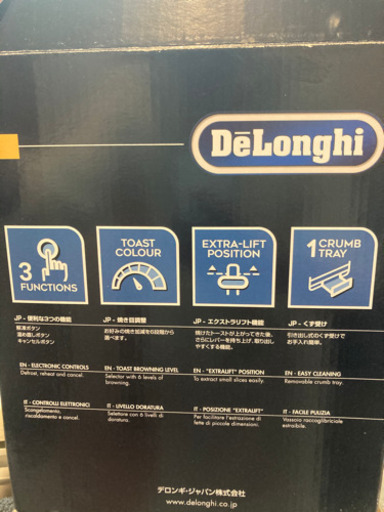 DēLonghi
3
FUNCTIONS
TOAST
COLOUR
EXTRA-LIFT
POSITION
1 CRUMB
TRAY
JP - 便利な3つの機能
解凍ボタン
温め直しボタン
キャンセルボタン
JP - 焼き目調整
お好みの焼き加減を6段階から
選べます。
JP - エクストラリフト機能
焼けたトーストが上がってきた後、
さらにレバーを持ち上げ、取り出し
やすくする機能。
JP - くず受け
引き出し式のくず受けで
お手入れ簡単。
EN - ELECTRONIC CONTROLS
Defrost, reheat and cancel.
EN - TOAST BROWNING LEVEL
Selector with 6 levels of
browning.
EN - "EXTRALIFT" POSITION
To extract small slices easily.
EN - EASY CLEANING
Removable crumb tray.
IT - CONTROLLI ELETTRONICI
Scongelamento,
riscaldamento e cancel.
IT - LIVELLO DORATURA
Selettore con 6 livelli di
doratura.
IT - POSIZIONE "EXTRALIFT"
Per facilitare l'estrazione di
fette di piccole dimensioni.
IT - FACILE PULIZIA
Vassoio raccoglibriciole
estraibile.
デロンギ・ジャパン株式会社
www.delonghi.co.jp